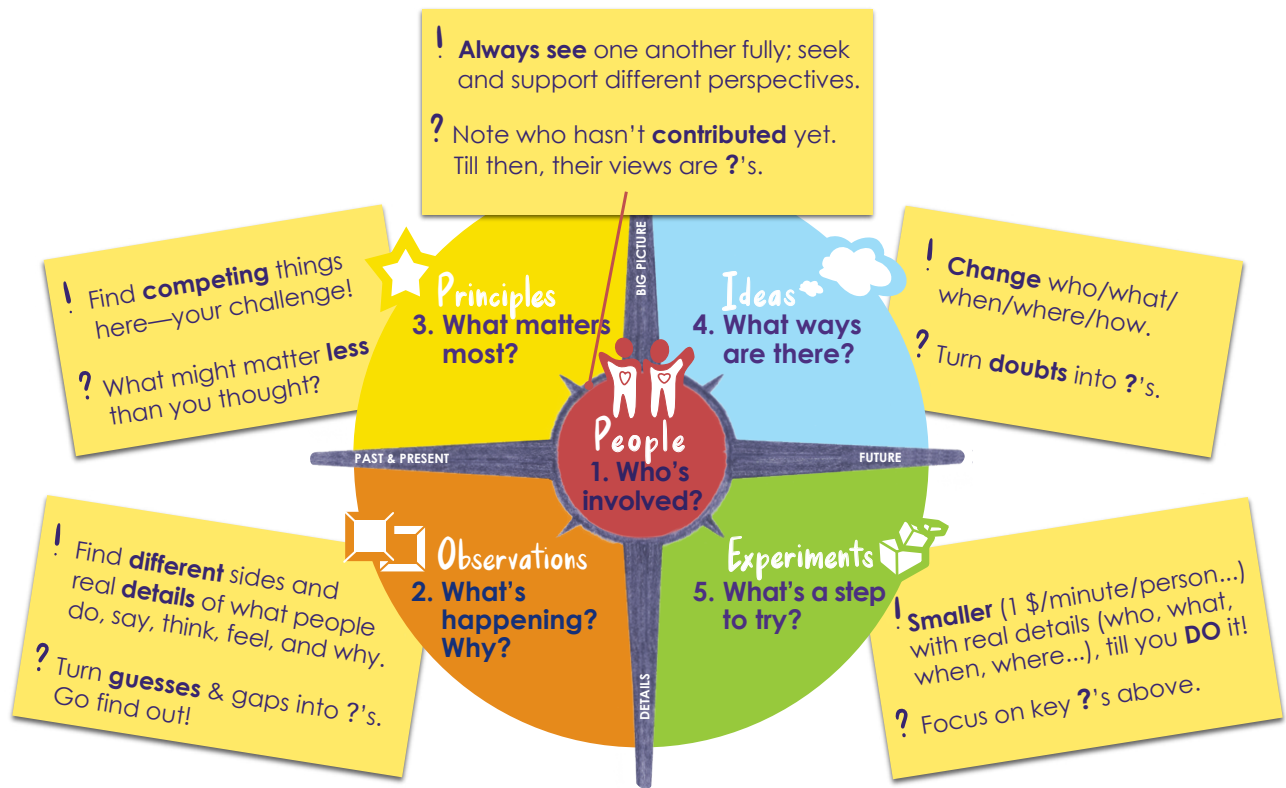 ! Always see one another fully; seek
and support different perspectives.
? Note who hasn't contributed yet.
Till then, their views are ?'s.
! Find competing things
here—your challenge!
? What might matter less
than you thought?
Principles
3. What matters
most?
BIG PICTURE
Ideas
4. What ways
are there?
! Change who/what/
when/where/how.
? Turn doubts into ?'s.
People
1. Who's
involved?
PAST & PRESENT
FUTURE
! Find different sides and
real details of what people
do, say, think, feel, and why.
? Turn guesses & gaps into ?'s.
Go find out!
Observations
2. What's
happening?
Why?
DETAILS
Experiments
5. What's a step
to try?
! Smaller (1 $/minute/person...)
with real details (who, what,
when, where...), till you DO it!
? Focus on key ?'s above.